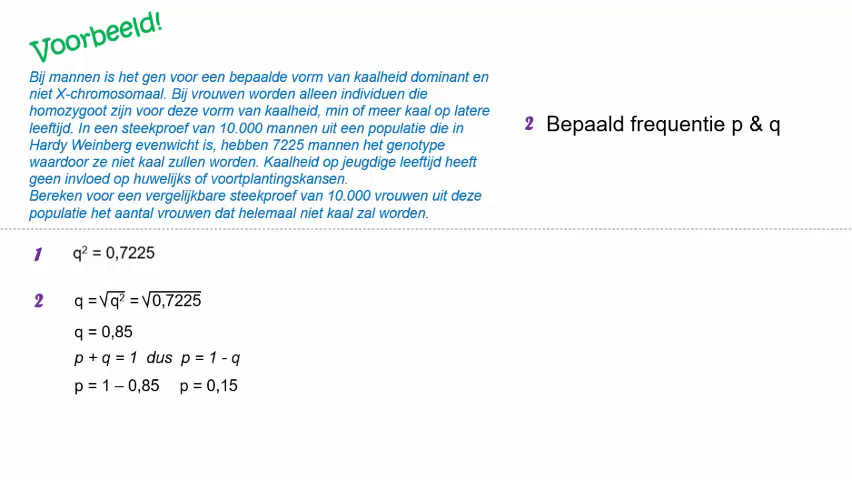 Voorbeeld!
Bij mannen is het gen voor een bepaalde vorm van kaalheid dominant en
niet X-chromosomaal. Bij vrouwen worden alleen individuen die
homozygoot zijn voor deze vorm van kaalheid, min of meer kaal op latere
leeftijd. In een steekproef van 10.000 mannen uit een populatie die in
Hardy Weinberg evenwicht is, hebben 7225 mannen het genotype
waardoor ze niet kaal zullen worden. Kaalheid op jeugdige leeftijd heeft
geen invloed op huwelijks of voortplantingskansen.
Bereken voor een vergelijkbare steekproef van 10.000 vrouwen uit deze
populatie het aantal vrouwen dat helemaal niet kaal zal worden.
2 Bepaald frequentie p & q
1 q² = 0,7225
2 q = √q² = √0,7225
q = 0,85
p + q = 1 dus p = 1 - q
p = 1 – 0,85 p = 0,15